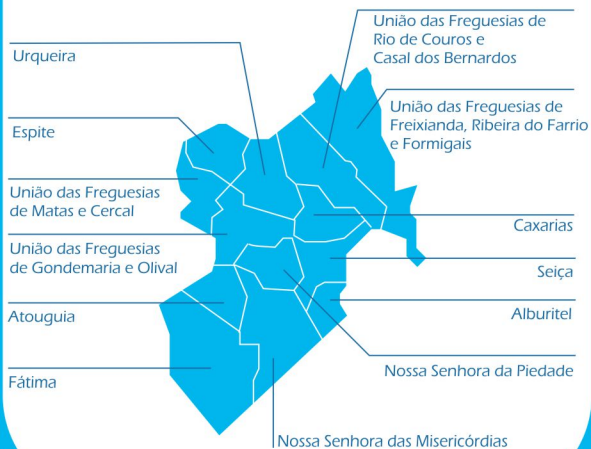 União das Freguesias de
Rio de Couros e
Casal dos Bernardos
Urqueira
União das Freguesias de
Freixianda, Ribeira do Farrio
e Formigais
Espite
União das Freguesias
de Matas e Cercal
Caxarias
União das Freguesias
de Gondemaria e Olival
Seiça
Atouguia
Alburitel
Nossa Senhora da Piedade
Fátima
Nossa Senhora das Misericórdias